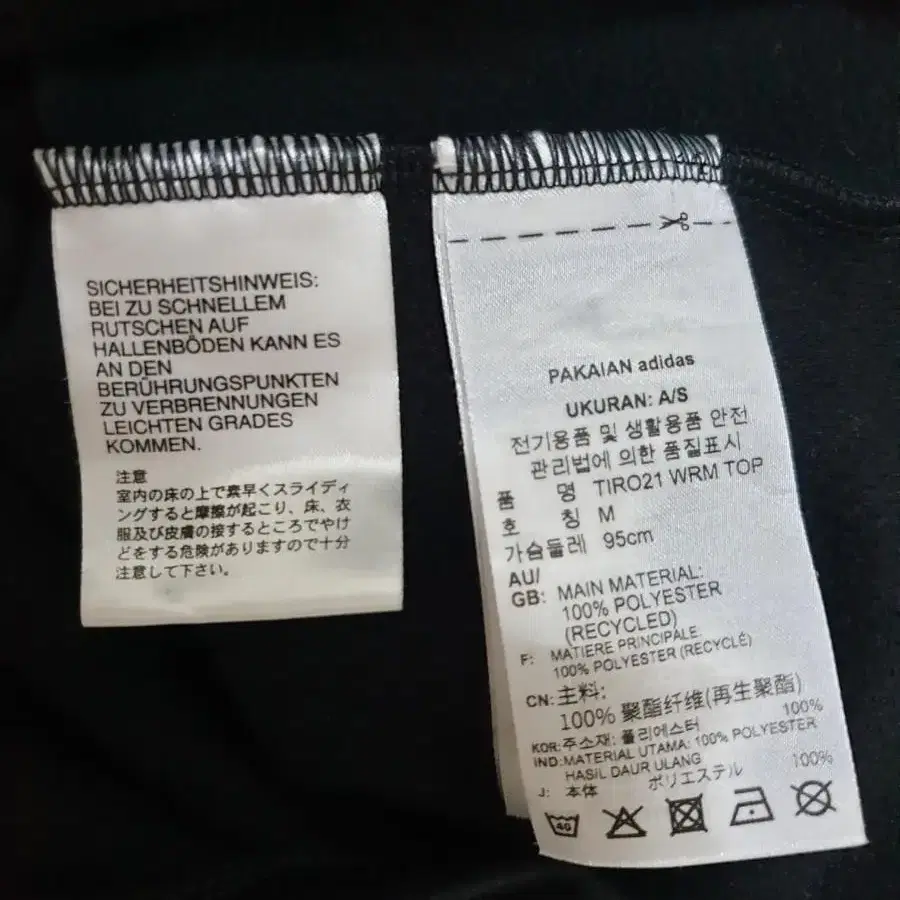 SICHERHEITSHINWEIS:
BEI ZU SCHNELLEM
RUTSCHEN AUF
HALLENBÖDEN KANN ES
AN DEN
BERÜHRUNGSPUNKTEN
ZU VERBRENNUNGEN
LEICHTEN GRADES
KOMMEN.
注意
室内の床の上で素早くスライディ
ングすると摩擦が起こり、床、衣
服及び皮膚の接するところでやけ
どをする危険がありますので十分
注意して下さい。
PAKAIAN adidas
UKURAN: A/S
전기용품 및 생활용품 안전
관리법에 의한 품질표시
품 명 TIRO21 WRM TOP
호 칭 M
가슴둘레 95cm
AU/
GB: MAIN MATERIAL:
100% POLYESTER
(RECYCLED)
F: MATIERE PRINCIPALE:
100% POLYESTER (RECYCLÉ)
CN: 主料:
100% 聚酯纤维(再生聚酯)
KOR: 주소재: 폴리에스터 100%
IND: MATERIAL UTAMA: 100% POLYESTER
HASIL DAUR ULANG
J: 本体 ポリエステル 100%
40